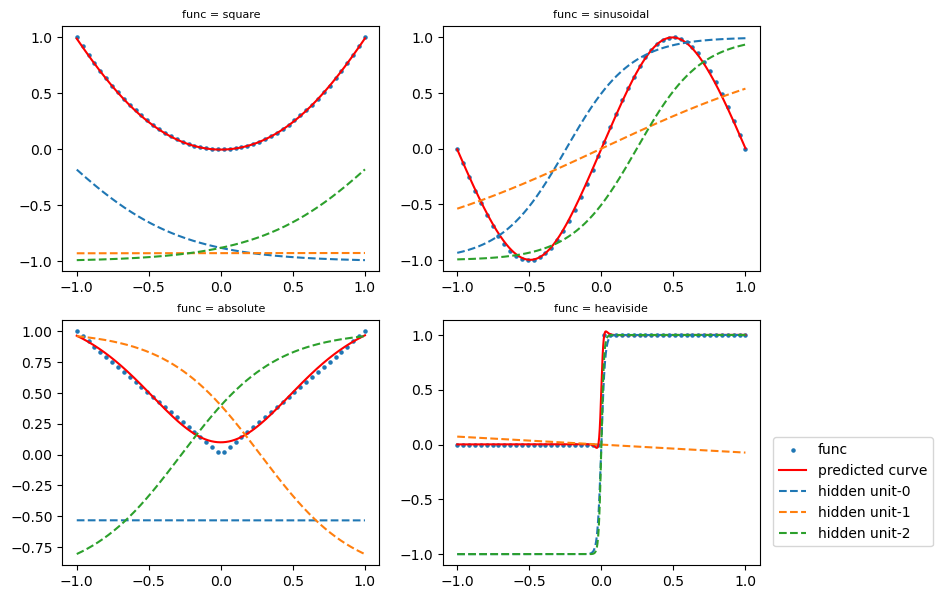 func = square
1.0
0.5
0.0
−0.5
−1.0
−1.0 −0.5 0.0 0.5 1.0
func = sinusoidal
1.0
0.5
0.0
−0.5
−1.0
−1.0 −0.5 0.0 0.5 1.0
func = absolute
1.00
0.75
0.50
0.25
0.00
−0.25
−0.50
−0.75
−1.0 −0.5 0.0 0.5 1.0
func = heaviside
1.0
0.5
0.0
−0.5
−1.0
−1.0 −0.5 0.0 0.5 1.0
func
predicted curve
hidden unit-0
hidden unit-1
hidden unit-2